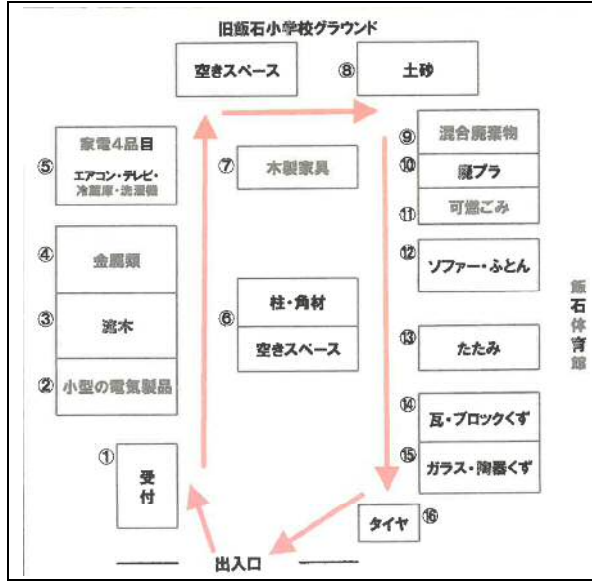 旧飯石小学校グラウンド
空きスペース
⑧ 土砂
⑤ 家電4品目
エアコン・テレビ・
冷蔵庫・洗濯機
⑦ 木製家具
⑨ 混合廃棄物
⑩ 廃プラ
⑪ 可燃ごみ
④ 金属類
③ 流木
② 小型の電気製品
⑥ 柱・角材
空きスペース
⑫ ソファー・ふとん
⑬ たたみ
飯石体育館
⑭ 瓦・ブロックくず
⑮ ガラス・陶器くず
① 受付
タイヤ ⑯
出入口